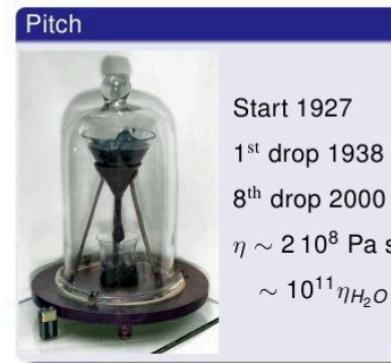 Pitch
Start 1927
1ˢᵗ drop 1938
8ᵗʰ drop 2000
η ∼ 2 10⁸ Pa s
∼ 10¹¹ η_{H₂O}